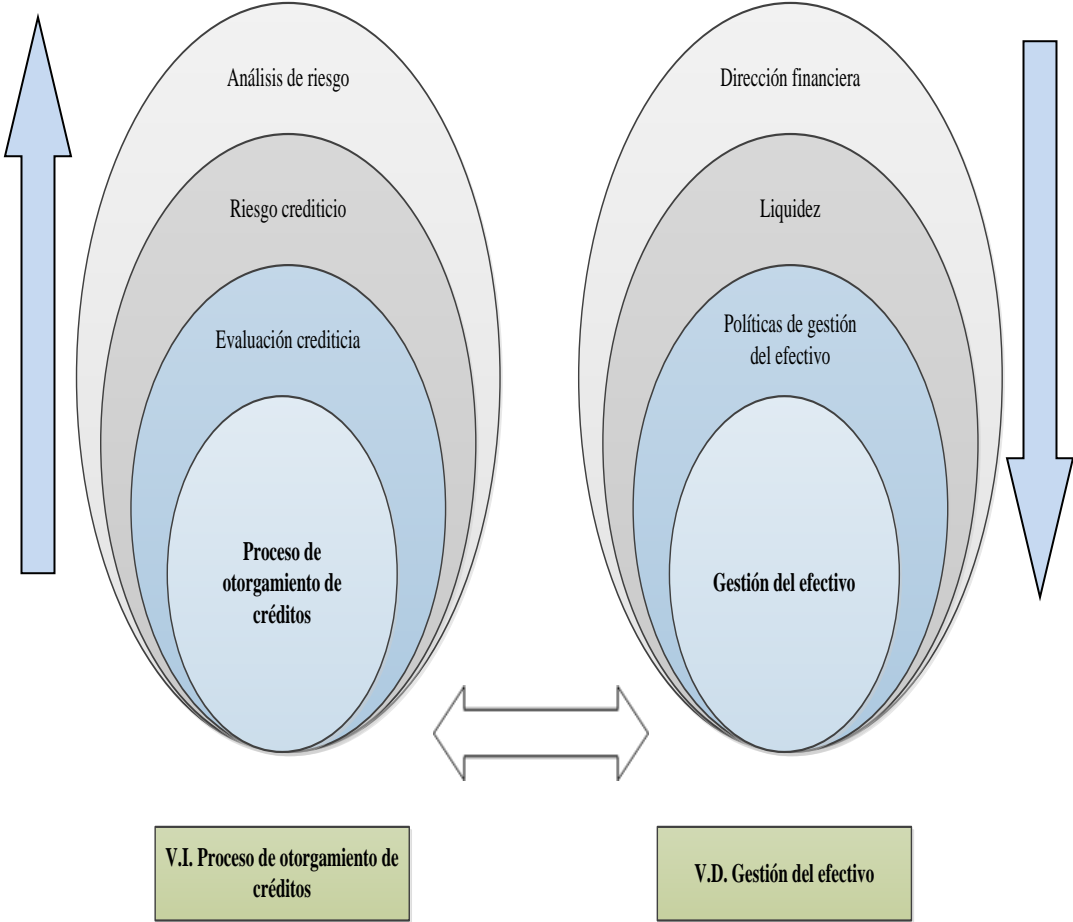 Análisis de riesgo
Riesgo crediticio
Evaluación crediticia
Proceso de
otorgamiento de
créditos
Dirección financiera
Liquidez
Políticas de gestión
del efectivo
Gestión del efectivo
V.I. Proceso de otorgamiento de
créditos
V.D. Gestión del efectivo